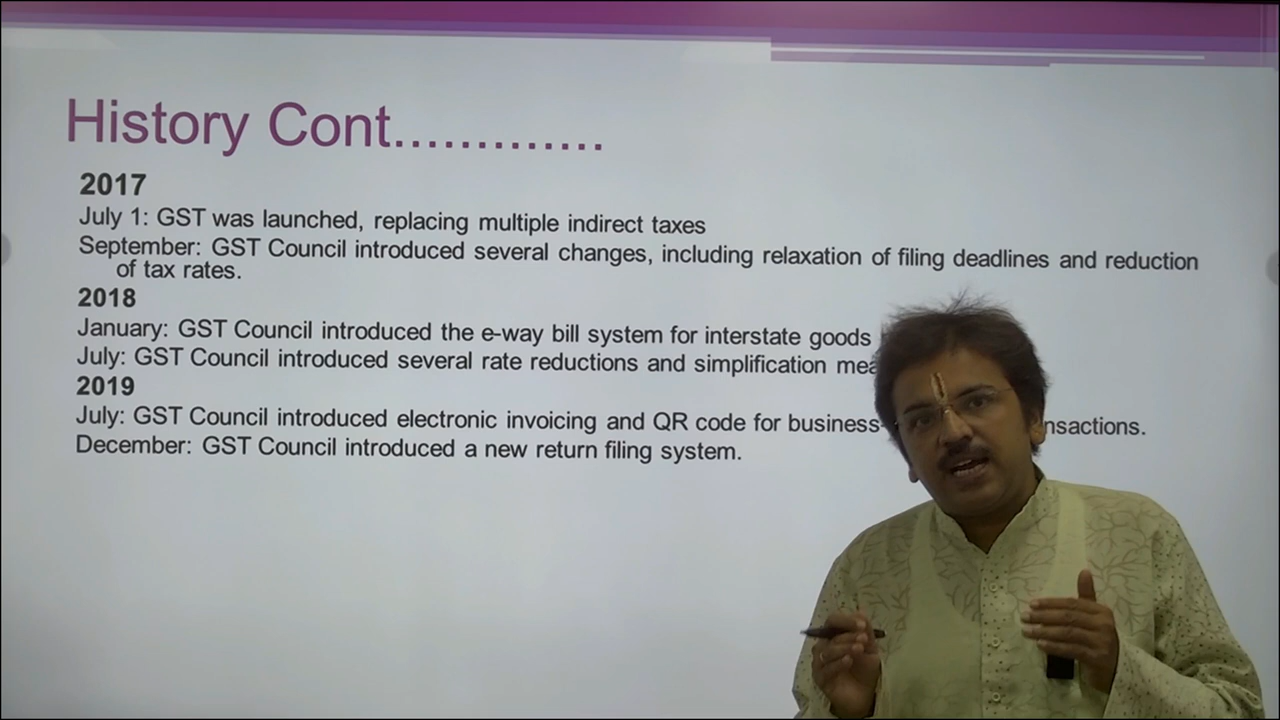 History Cont.............
2017
July 1: GST was launched, replacing multiple indirect taxes
September: GST Council introduced several changes, including relaxation of filing deadlines and reduction
of tax rates.
2018
January: GST Council introduced the e-way bill system for interstate goods
July: GST Council introduced several rate reductions and simplification
2019
July: GST Council introduced electronic invoicing and QR code for business-
December: GST Council introduced a new return filing system.